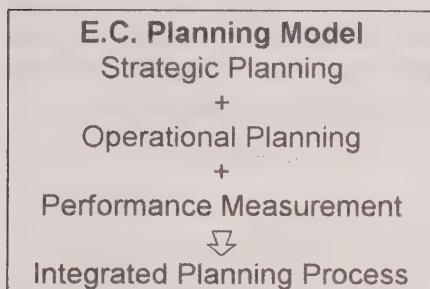 E.C. Planning Model
Strategic Planning
+
Operational Planning
+
Performance Measurement
Integrated Planning Process